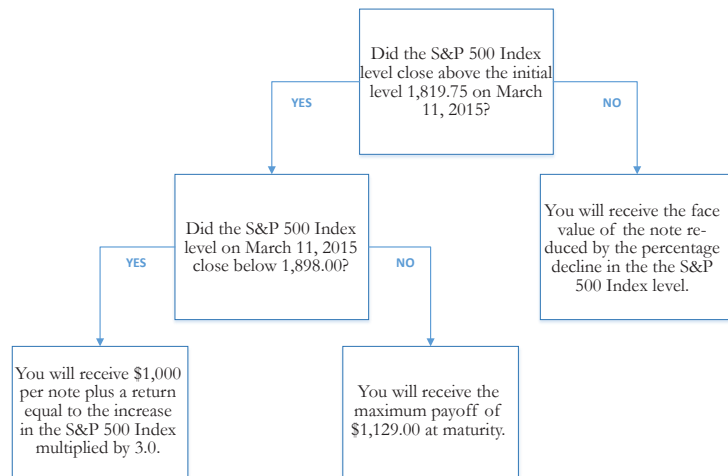 Did the S&P 500 Index
level close above the initial
level 1,819.75 on March
11, 2015?
YES
NO
Did the S&P 500 Index
level on March 11, 2015
close below 1,898.00?
You will receive the face
value of the note re-
duced by the percentage
decline in the the S&P
500 Index level.
YES
NO
You will receive $1,000
per note plus a return
equal to the increase
in the S&P 500 Index
multiplied by 3.0.
You will receive the
maximum payoff of
$1,129.00 at maturity.